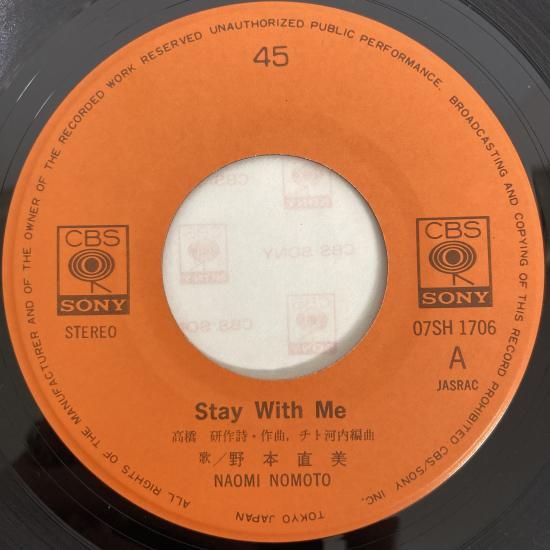 ALL RIGHTS OF THE MANUFACTURER AND OF THE OWNER OF THE RECORDED WORK RESERVED UNAUTHORIZED PUBLIC PERFORMANCE. BROADCASTING AND COPYING OF THIS RECORD PROHIBITED CBS/SONY INC.
TOKYO JAPAN
45
CBS
SONY
STEREO
CBS
SONY
07SH 1706
A
JASRAC
CBS SONY
Stay With Me
高橋 研作詩・作曲，チト河内編曲
歌／野本直美
NAOMI NOMOTO